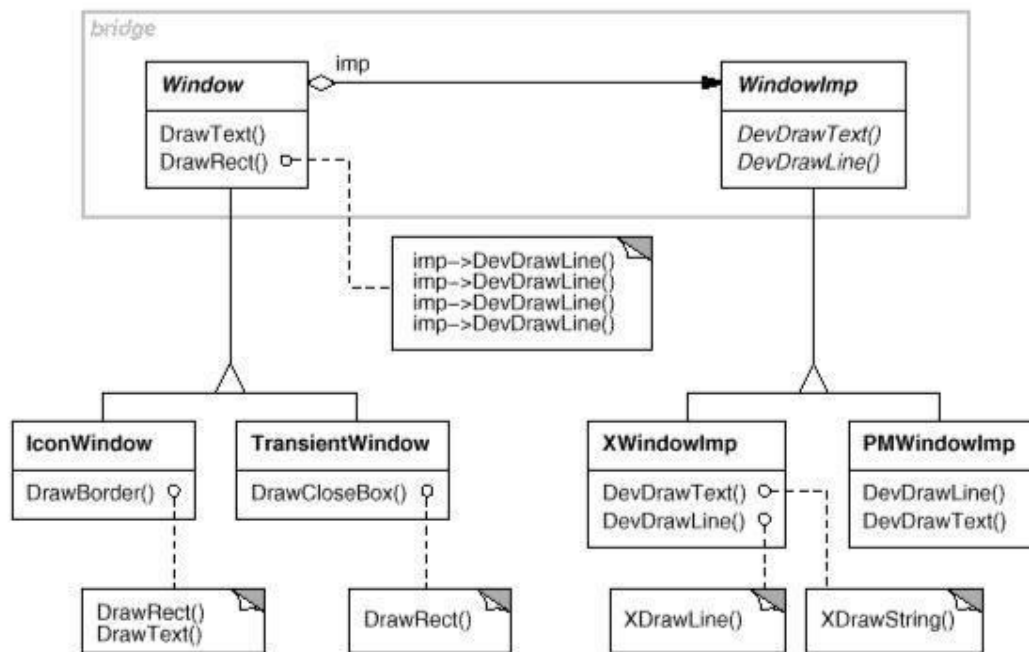 bridge
Window
imp
WindowImp
DrawText()
DrawRect()
DevDrawText()
DevDrawLine()
imp->DevDrawLine()
imp->DevDrawLine()
imp->DevDrawLine()
imp->DevDrawLine()
IconWindow
DrawBorder()
TransientWindow
DrawCloseBox()
XWindowImp
DevDrawText()
DevDrawLine()
PMWindowImp
DevDrawLine()
DevDrawText()
DrawRect()
DrawText()
DrawRect()
XDrawLine()
XDrawString()